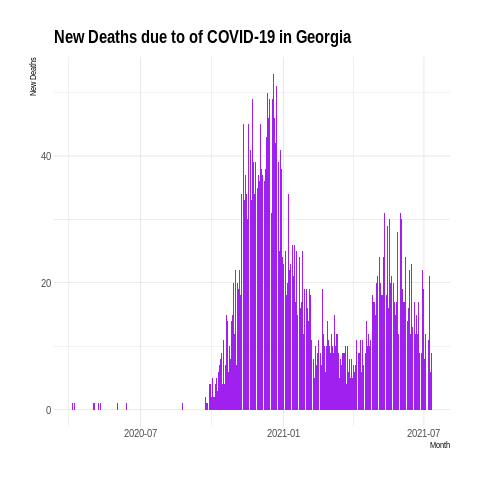 New Deaths due to of COVID-19 in Georgia
New Deaths
40
20
0
2020-07
2021-01
2021-07
Month